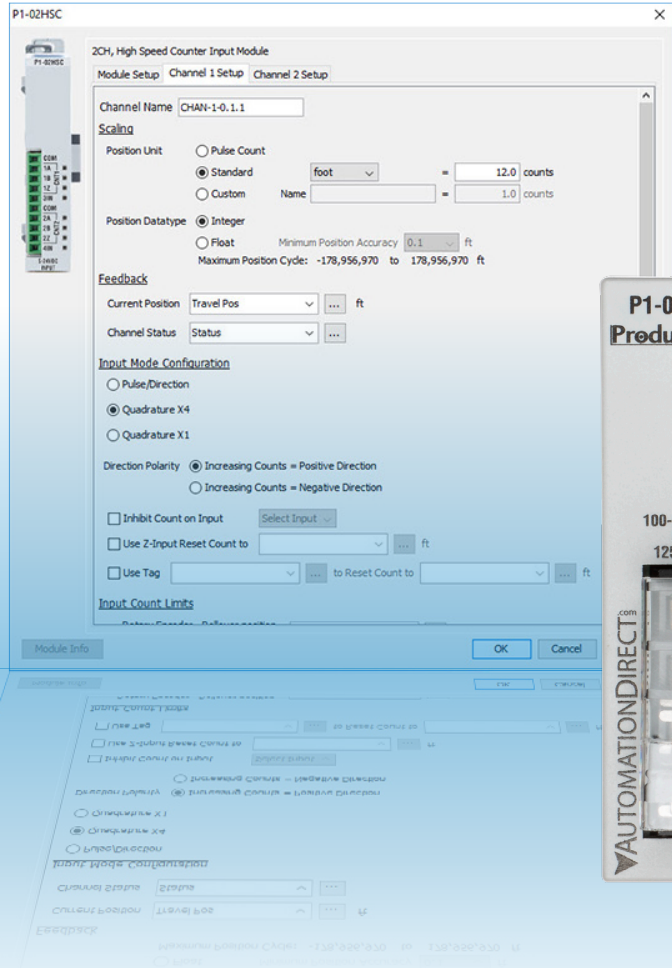 P1-02HSC
2CH, High Speed Counter Input Module
Module Setup Channel 1 Setup Channel 2 Setup
Channel Name CHAN-1-0.1.1
Scaling
Position Unit Pulse Count
Standard foot = 12.0 counts
Custom Name = 1.0 counts
Position Datatype Integer
Float Minimum Position Accuracy 0.1 ft
Maximum Position Cycle: -178,956,970 to 178,956,970 ft
Feedback
Current Position Travel Pos ... ft
Channel Status Status ...
Input Mode Configuration
Pulse/Direction
Quadrature X4
Quadrature X1
Direction Polarity Increasing Counts = Positive Direction
Increasing Counts = Negative Direction
Inhibit Count on Input Select Input
Use Z-Input Reset Count to ... ft
Use Tag ... to Reset Count to ... ft
Input Count Limits
Module Info OK Cancel
P1-02HSC
COM
1A
1B
1Z
COM
2A
2B
2Z
INPUT
P1-0
Produ
100-
125
AUTOMATIONDIRECT.com